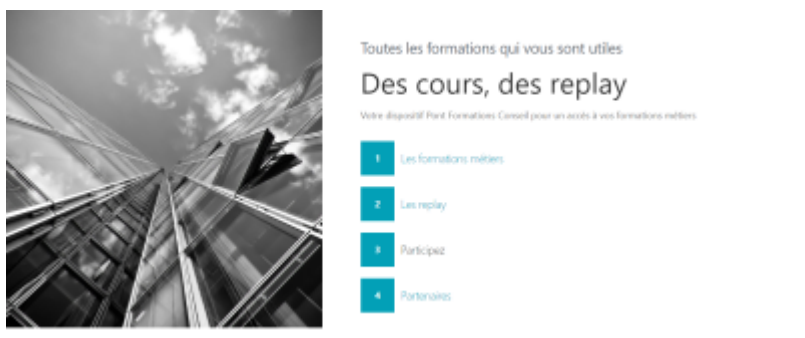 Toutes les formations qui vous sont utiles
Des cours, des replay
Votre dispositif Pont Formations Conseil pour un accès à vos formations métiers
1 Les formations métiers
2 Les replay
3 Participez
4 Partenaires